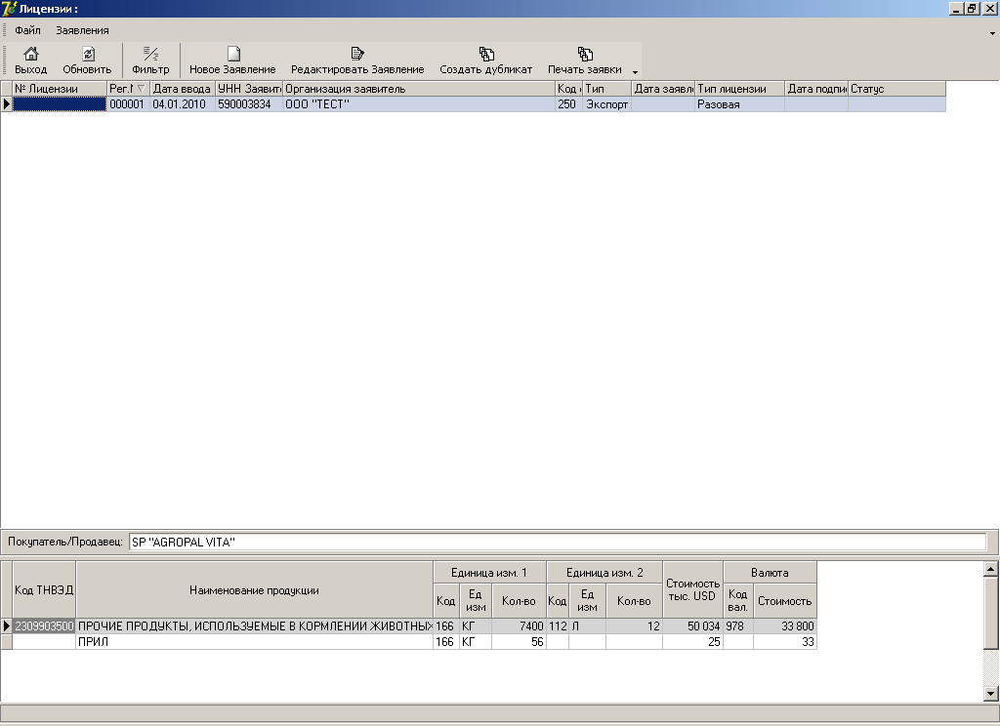 Лицензии :
Файл Заявления
Выход Обновить Фильтр Новое Заявление Редактировать Заявление Создать дубликат Печать заявки
№ Лицензии Рег.№ Дата ввода УНН Заявит Организация заявитель Код Тип Дата заявл Тип лицензии Дата подпи Статус
000001 04.01.2010 590003834 ООО "ТЕСТ" 250 Экспорт Разовая
Покупатель/Продавец: SP "AGROPAL VITA"
Код ТНВЭД Наименование продукции Единица изм. 1 Единица изм. 2 Стоимость тыс. USD Валюта
Код Ед изм Кол-во Код Ед изм Кол-во Код вал. Стоимость
2309903500 ПРОЧИЕ ПРОДУКТЫ, ИСПОЛЬЗУЕМЫЕ В КОРМЛЕНИИ ЖИВОТНЫХ 166 КГ 7400 112 Л 12 50 034 978 33 800
ПРИЛ 166 КГ 56 25 33